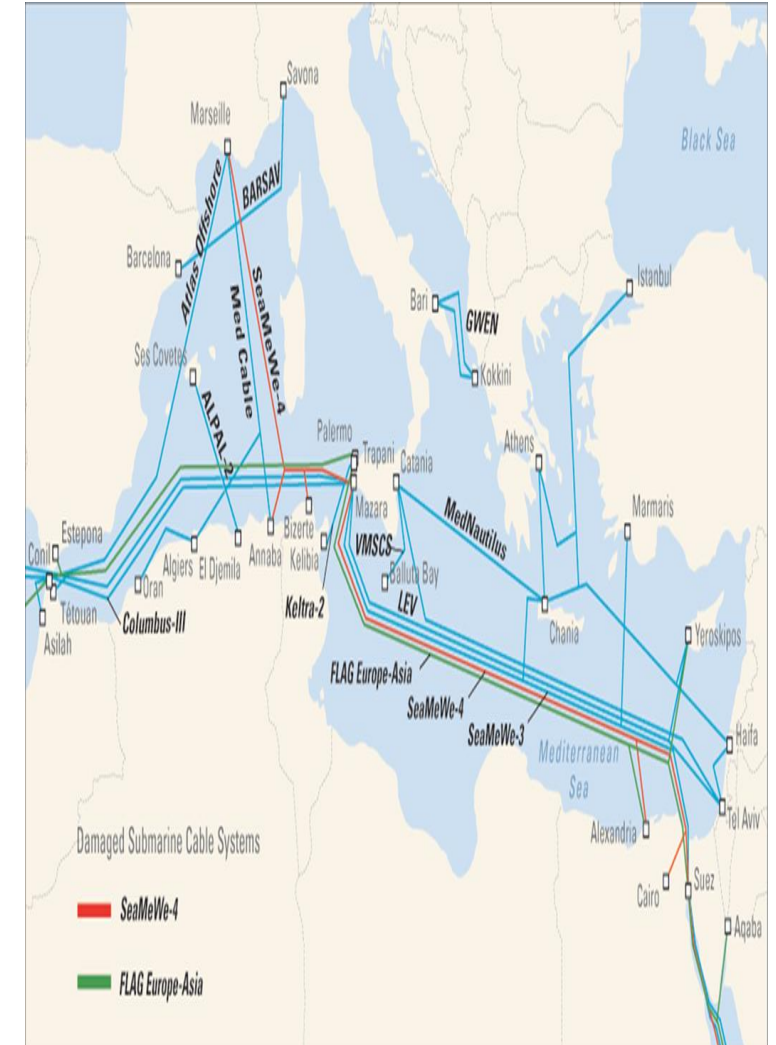 Savona
Marseille
Black Sea
Atlas Offshore
BARSAV
Barcelona
Istanbul
SeaMeWe-4
Med Cable
Bari
GWEN
Ses Covetes
Kokkini
ALPAL-2
Palermo
Trapani
Catania
Athens
Mazara
MedNautilus
Marmaris
Estepona
Conil
Bizerte
Annaba
Kelibia
VMSCS
Algiers
El Djemila
Balluta Bay
Oran
Tétouan
LEV
Keltra-2
Columbus-III
Chania
Asilah
Yeroskipos
FLAG Europe-Asia
SeaMeWe-4
SeaMeWe-3
Haifa
Mediterranean
Sea
Tel Aviv
Alexandria
Damaged Submarine Cable Systems
Cairo
Suez
SeaMeWe-4
Aqaba
FLAG Europe-Asia